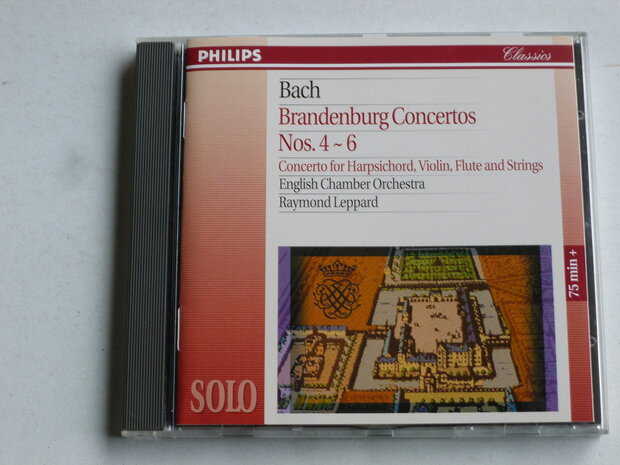 PHILIPS
Classics
Bach
Brandenburg Concertos
Nos. 4 ~ 6
Concerto for Harpsichord, Violin, Flute and Strings
English Chamber Orchestra
Raymond Leppard
75 min +
SOLO